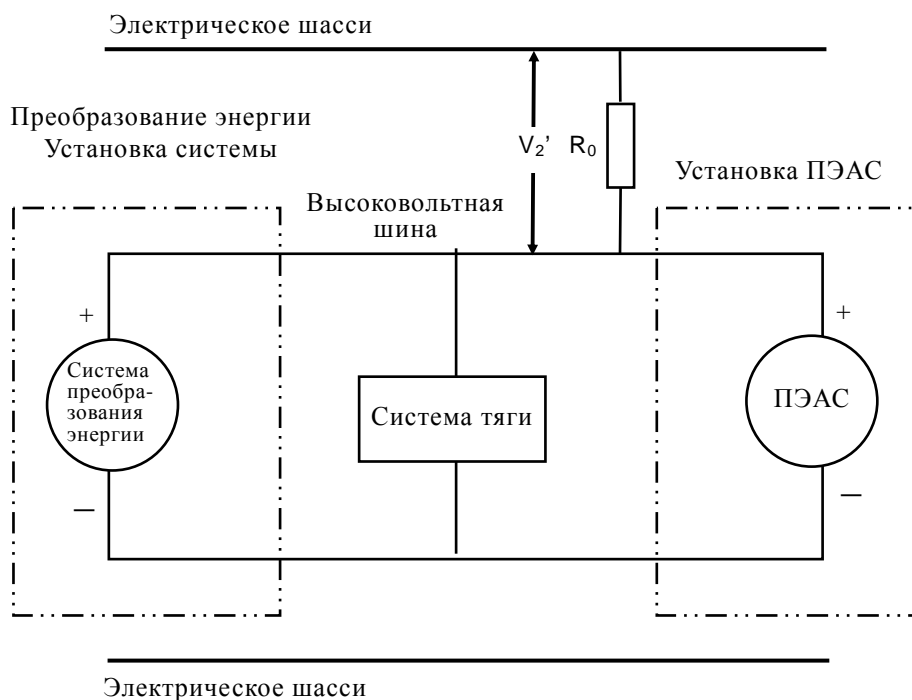 Электрическое шасси
Преобразование энергии
Установка системы
V2’ R0
Установка ПЭАС
Высоковольтная
шина
+
+
Система
преобра-
зования
энергии
Система тяги
ПЭАС
–
–
Электрическое шасси